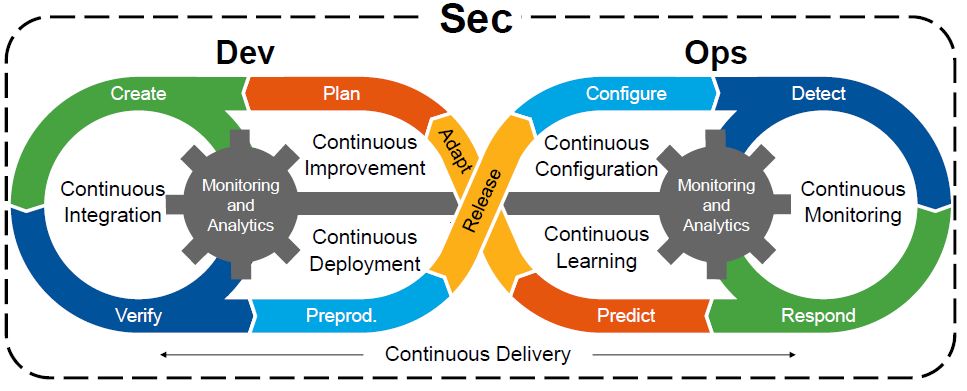 Sec
Dev
Ops
Create
Plan
Configure
Detect
Adapt
Release
Continuous
Improvement
Continuous
Configuration
Continuous
Integration
Monitoring
and
Analytics
Monitoring
and
Analytics
Continuous
Monitoring
Continuous
Deployment
Continuous
Learning
Verify
Preprod.
Predict
Respond
Continuous Delivery